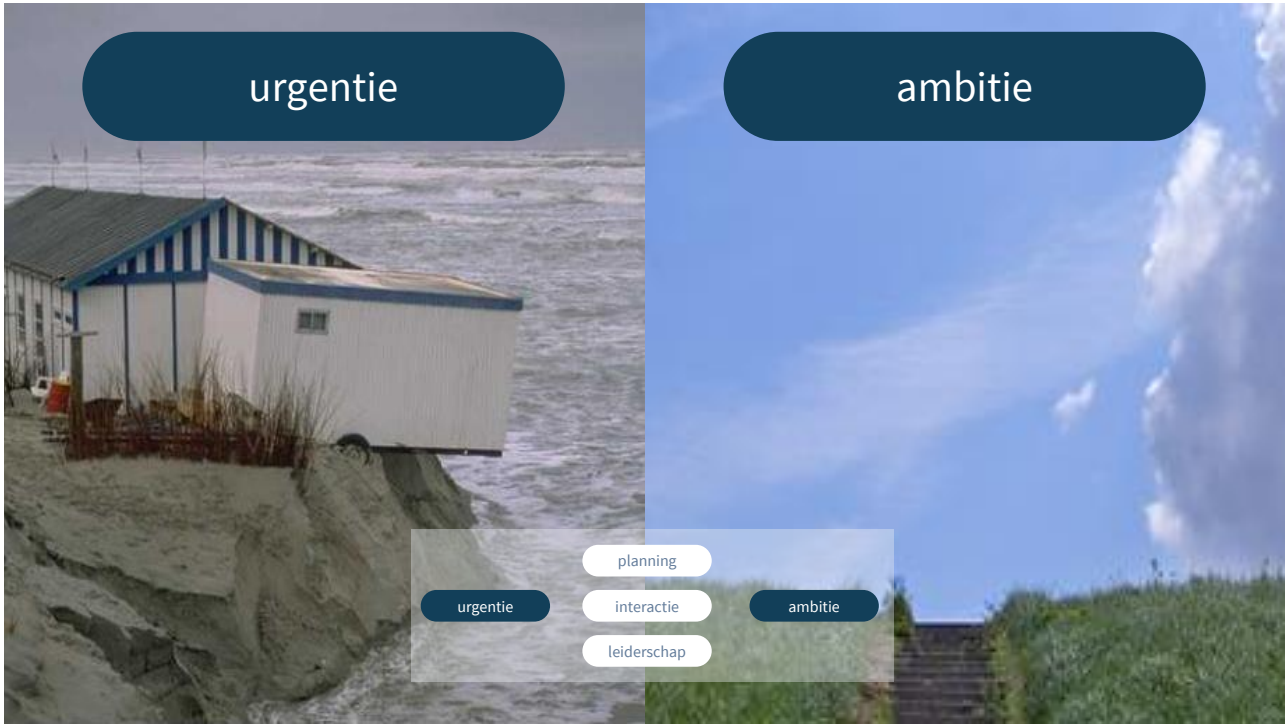 urgentie
ambitie
planning
urgentie
interactie
ambitie
leiderschap